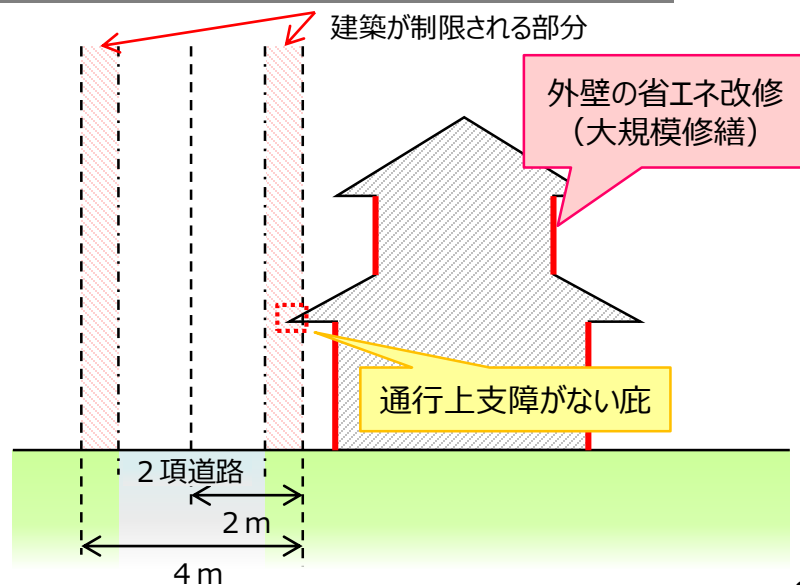 建築が制限される部分
外壁の省エネ改修
（大規模修繕）
通行上支障がない庇
２項道路
２ｍ
４ｍ